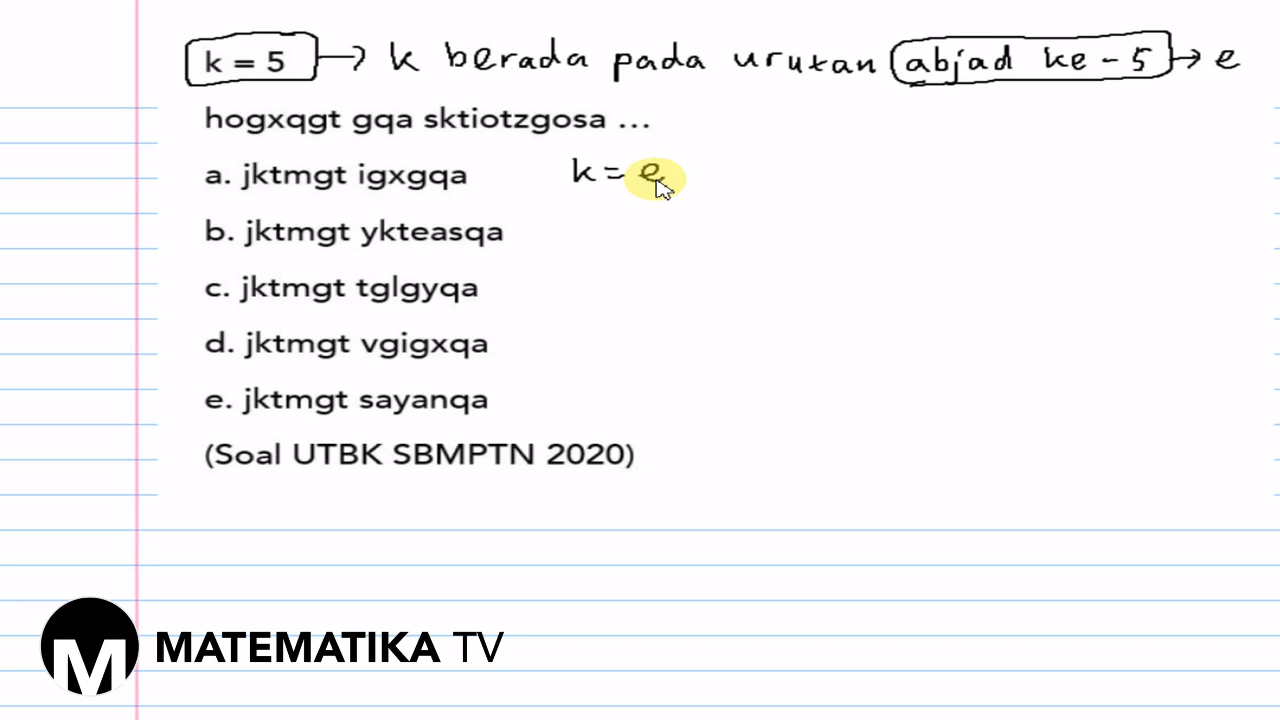 k = 5 → k berada pada urutan abjad ke - 5 → e
hogxqgt gqa sktiotzgosa ...
a. jktmgt igxgqa k = e
b. jktmgt ykteasqa
c. jktmgt tglgyqa
d. jktmgt vgigxqa
e. jktmgt sayanqa
(Soal UTBK SBMPTN 2020)
M MATEMATIKA TV